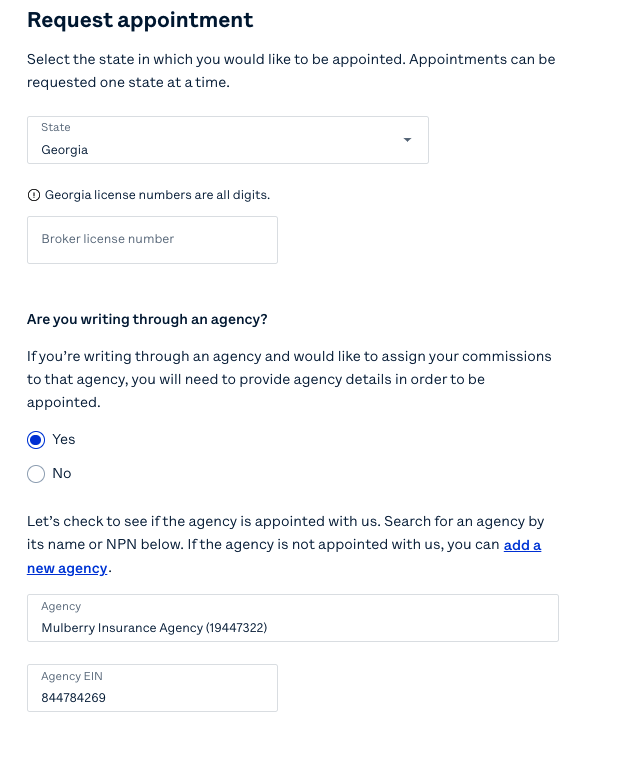 Request appointment
Select the state in which you would like to be appointed. Appointments can be
requested one state at a time.
State
Georgia
Georgia license numbers are all digits.
Broker license number
Are you writing through an agency?
If you’re writing through an agency and would like to assign your commissions
to that agency, you will need to provide agency details in order to be
appointed.
Yes
No
Let’s check to see if the agency is appointed with us. Search for an agency by
its name or NPN below. If the agency is not appointed with us, you can add a
new agency.
Agency
Mulberry Insurance Agency (19447322)
Agency EIN
844784269